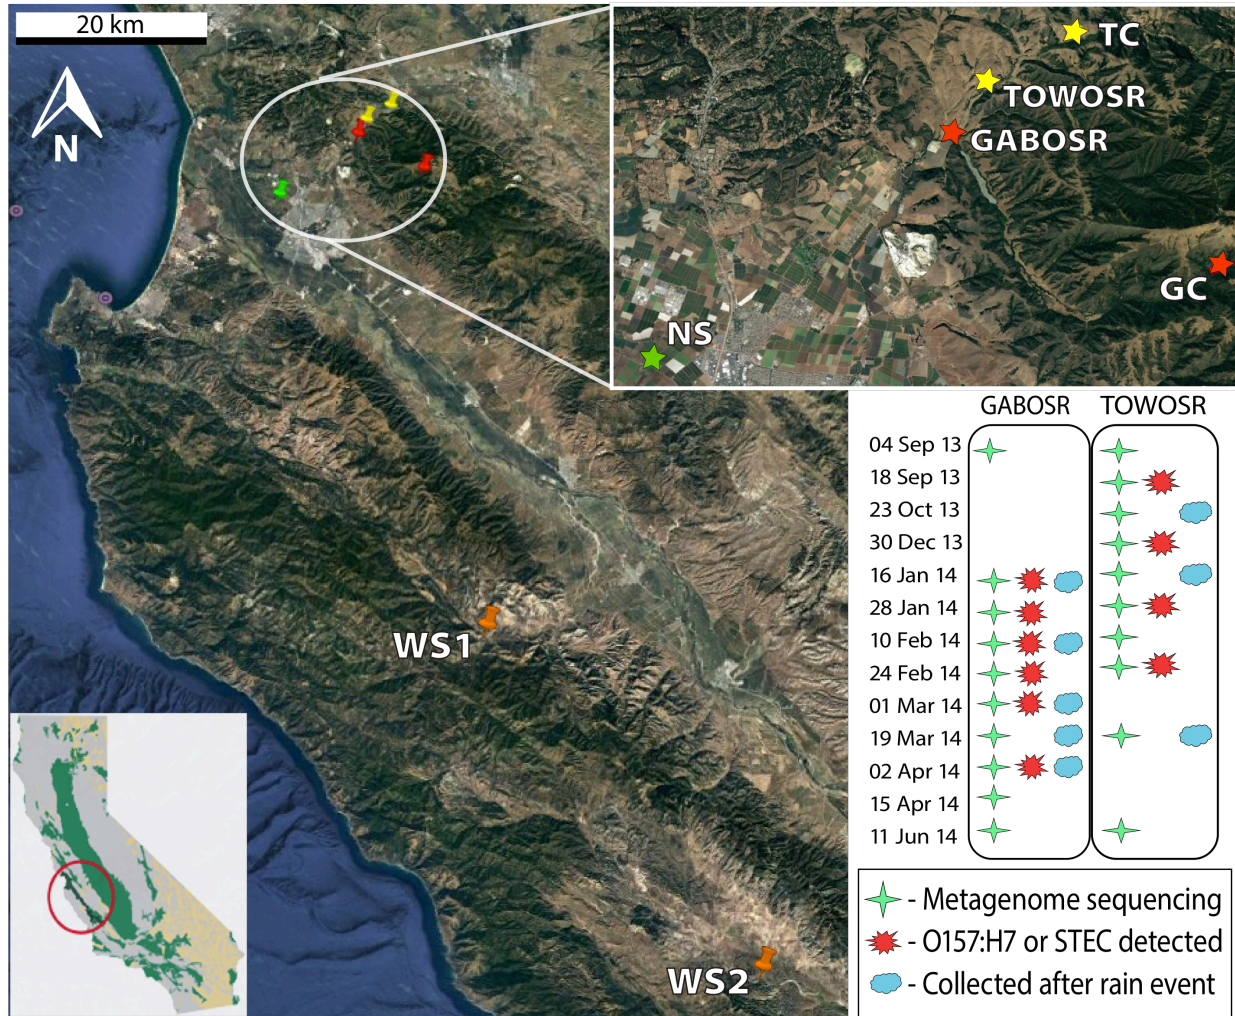 20 km
N
TC
TOWOSR
GABOSR
GC
NS
WS1
WS2
GABOSR TOWOSR
04 Sep 13
18 Sep 13
23 Oct 13
30 Dec 13
16 Jan 14
28 Jan 14
10 Feb 14
24 Feb 14
01 Mar 14
19 Mar 14
02 Apr 14
15 Apr 14
11 Jun 14
- Metagenome sequencing
- O157:H7 or STEC detected
- Collected after rain event